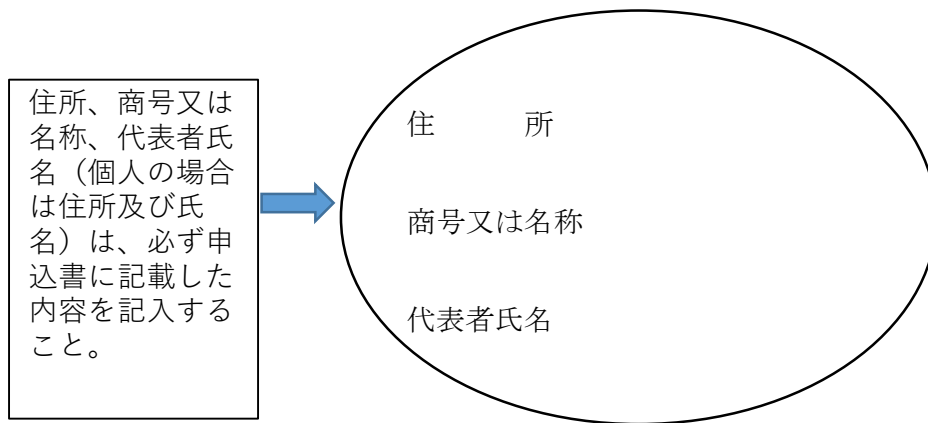 住所、商号又は
名称、代表者氏
名（個人の場合
は住所及び氏
名）は、必ず申
込書に記載した
内容を記入する
こと。
住　　　所
商号又は名称
代表者氏名